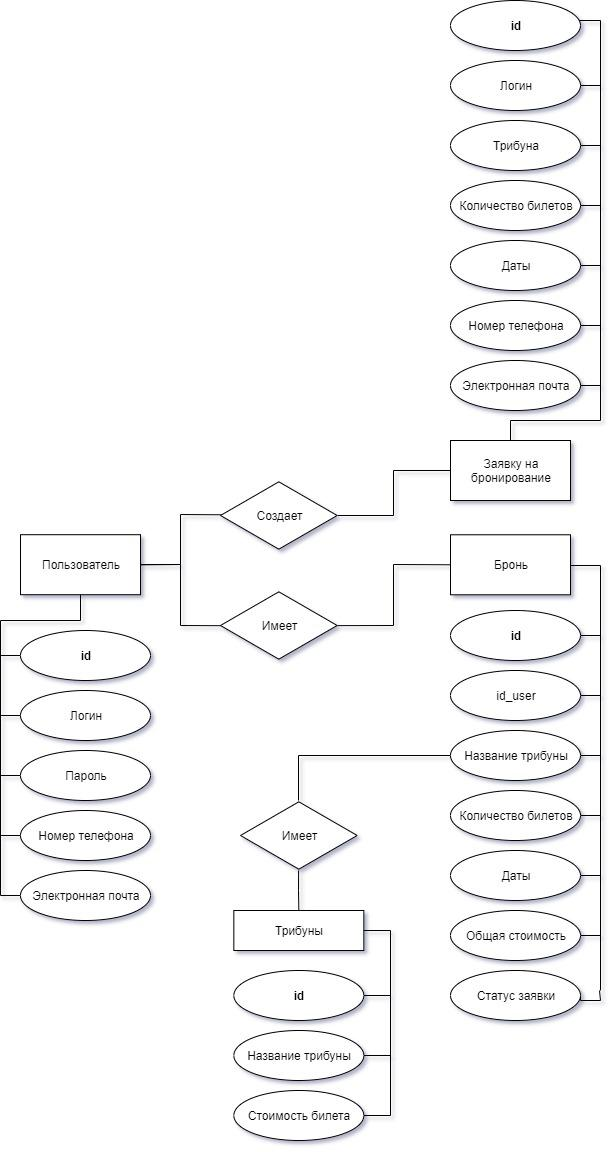 id
Логин
Трибуна
Количество билетов
Даты
Номер телефона
Электронная почта
Заявку на
бронирование
Создает
Пользователь
Имеет
Бронь
id
Логин
Пароль
Номер телефона
Электронная почта
id
id_user
Название трибуны
Количество билетов
Даты
Общая стоимость
Статус заявки
Имеет
Трибуны
id
Название трибуны
Стоимость билета